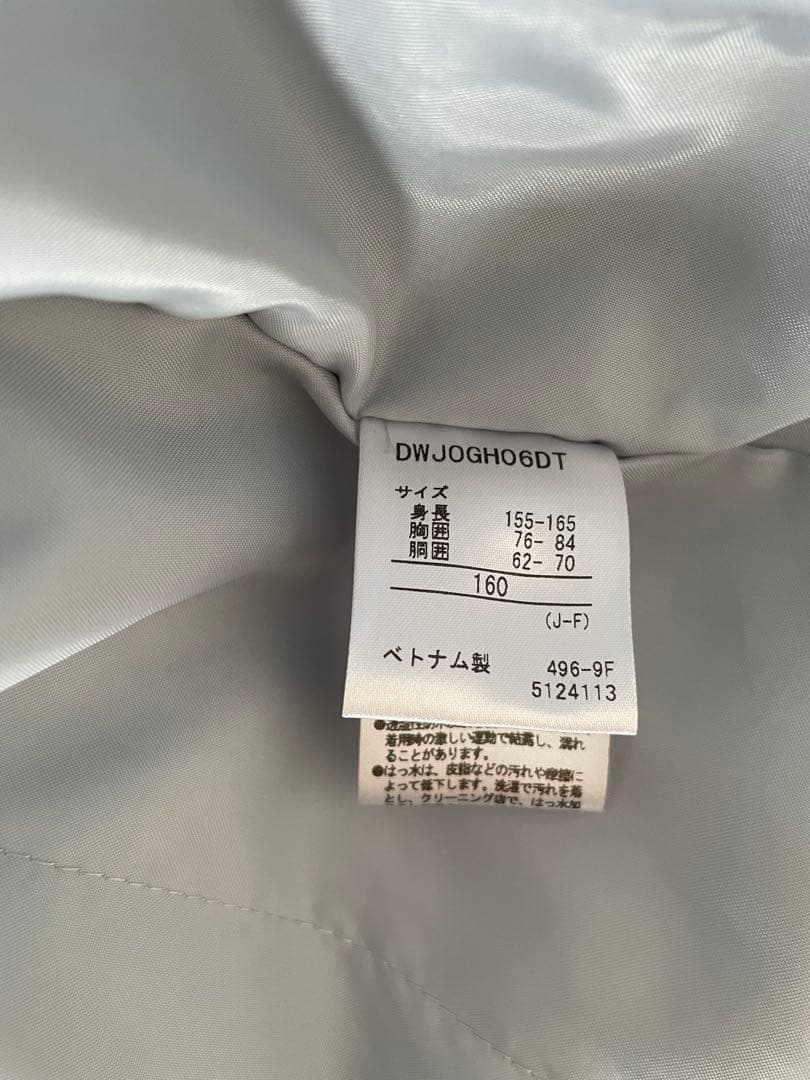 DWJOGH06DT
サイズ
身長 155-165
胸囲 76- 84
胴囲 62- 70
160
(J-F)
ベトナム製 496-9F
5124113
着用時の激しい運動で結露し、濡れ
ることがあります。
●はっ水は、皮脂などの汚れや摩擦に
よって低下します。洗濯で汚れを落
とし、クリーニング店で、はっ水加